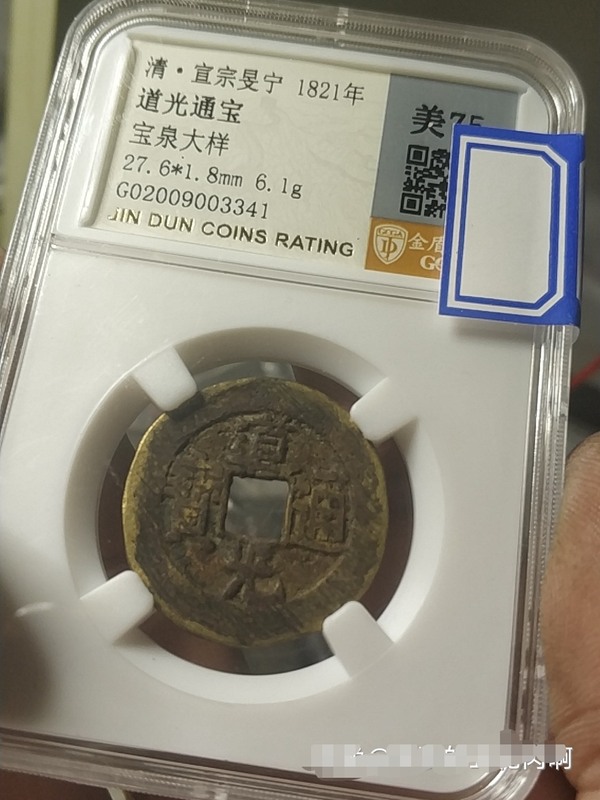 清·宣宗旻宁 1821年
道光通宝
宝泉大样
27.6*1.8mm 6.1g
G02009003341
JIN DUN COINS RATING
美75
金盾
G
道光通寶